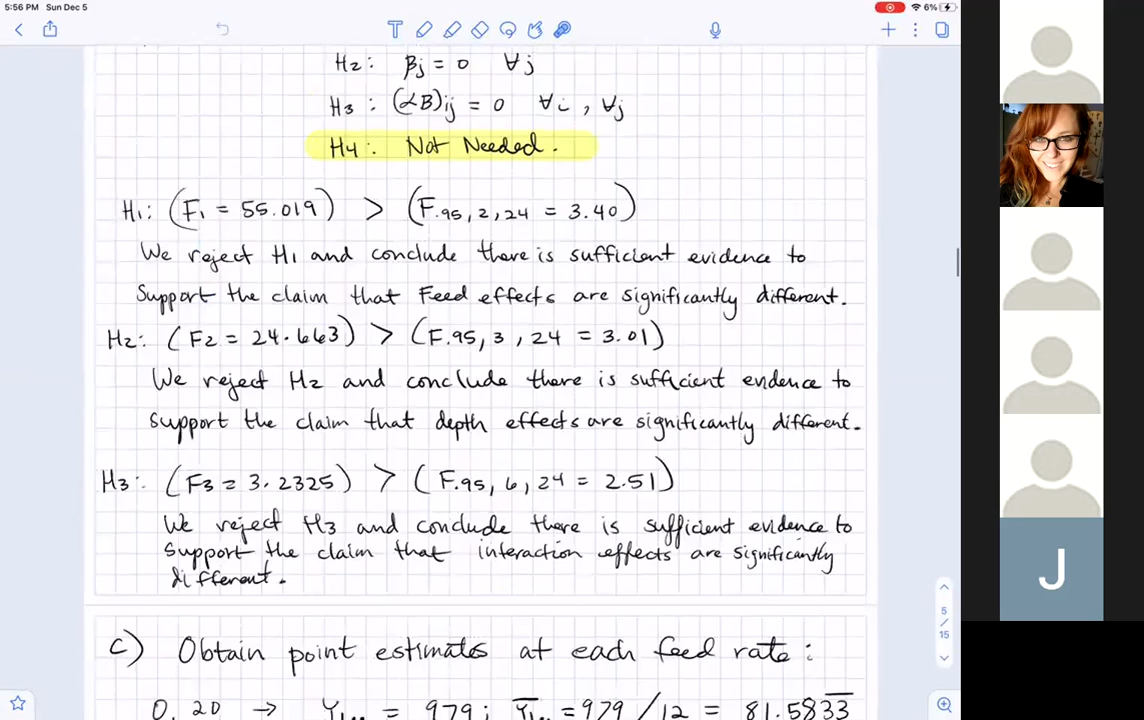 5:56 PM Sun Dec 5
6%
H2: βj = 0 ∀j
H3: (αB)ij = 0 ∀i, ∀j
H4: Not Needed.
H1: (F1 = 55.019) > (F.95,2,24 = 3.40)
We reject H1 and conclude there is sufficient evidence to
support the claim that Feed effects are significantly different.
H2: (F2 = 24.663) > (F.95,3,24 = 3.01)
We reject H2 and conclude there is sufficient evidence to
support the claim that depth effects are significantly different.
H3: (F3 = 3.2325) > (F.95,6,24 = 2.51)
We reject H3 and conclude there is sufficient evidence to
support the claim that interaction effects are significantly
different.
c) Obtain point estimates at each feed rate:
0.20 → Y1.. = 979; Y̅1.. = 979/12 = 81.583̅3̅
5
/
15
J